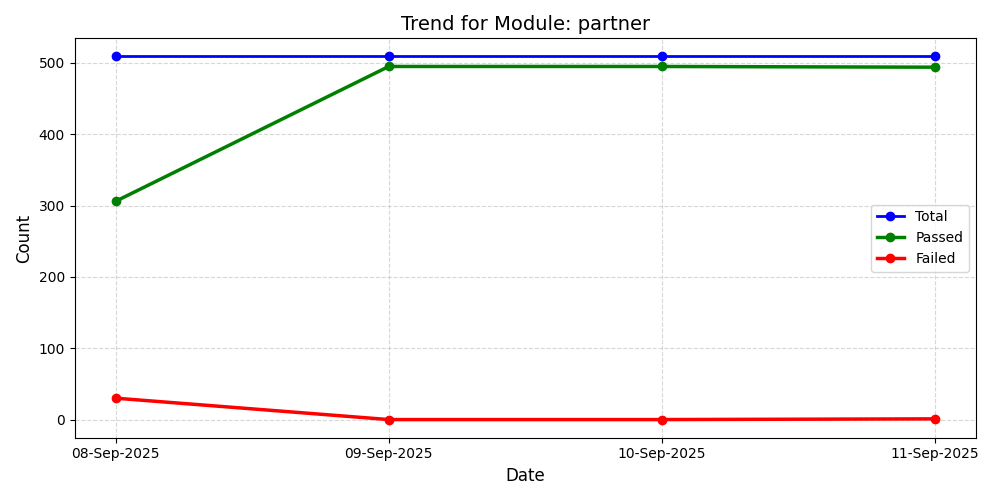 Trend for Module: partner
Count
500
400
300
200
100
0
Total
Passed
Failed
08-Sep-2025 09-Sep-2025 10-Sep-2025 11-Sep-2025
Date